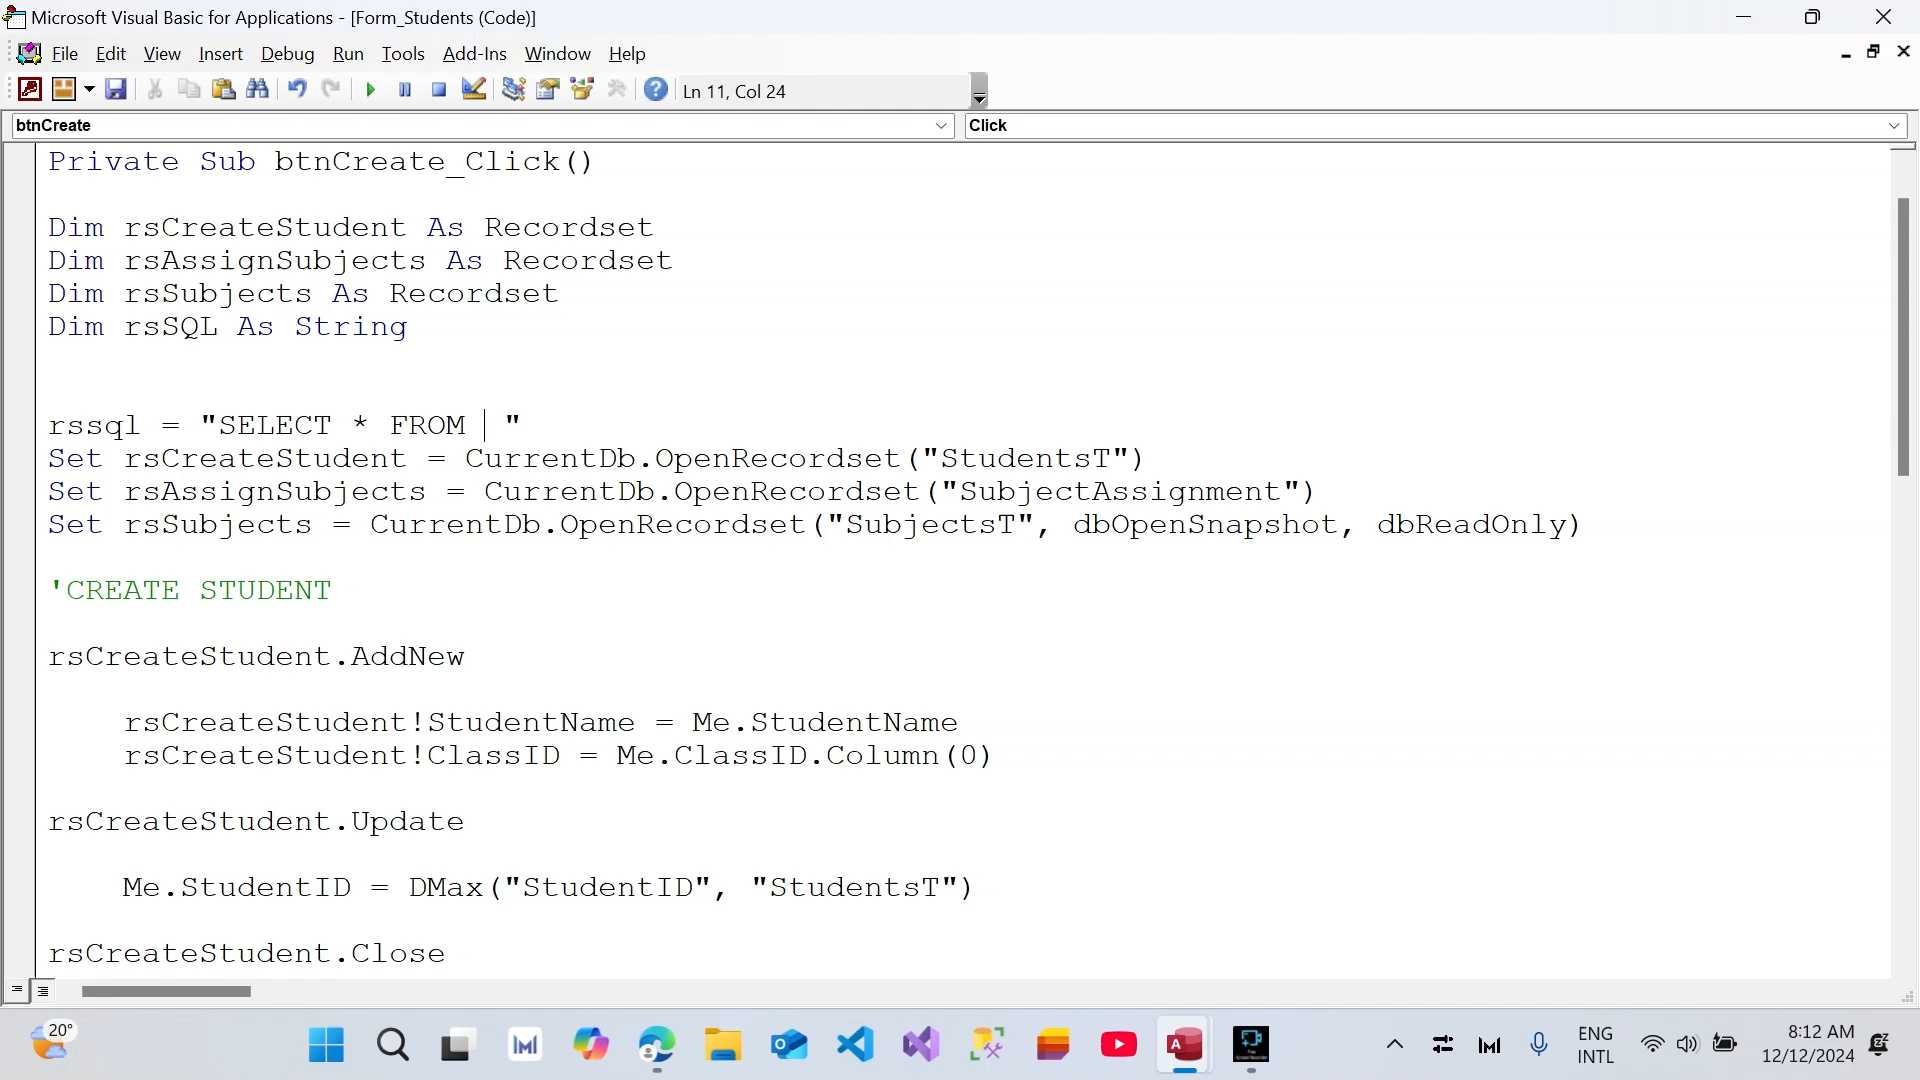 Microsoft Visual Basic for Applications - [Form_Students (Code)]
File Edit View Insert Debug Run Tools Add-Ins Window Help
Ln 11, Col 24
btnCreate
Click
Private Sub btnCreate_Click()
Dim rsCreateStudent As Recordset
Dim rsAssignSubjects As Recordset
Dim rsSubjects As Recordset
Dim rsSQL As String
rssql = "SELECT * FROM  "
Set rsCreateStudent = CurrentDb.OpenRecordset("StudentsT")
Set rsAssignSubjects = CurrentDb.OpenRecordset("SubjectAssignment")
Set rsSubjects = CurrentDb.OpenRecordset("SubjectsT", dbOpenSnapshot, dbReadOnly)
'CREATE STUDENT
rsCreateStudent.AddNew
rsCreateStudent!StudentName = Me.StudentName
rsCreateStudent!ClassID = Me.ClassID.Column(0)
rsCreateStudent.Update
Me.StudentID = DMax("StudentID", "StudentsT")
rsCreateStudent.Close
20°
ENG
INTL
8:12 AM
12/12/2024